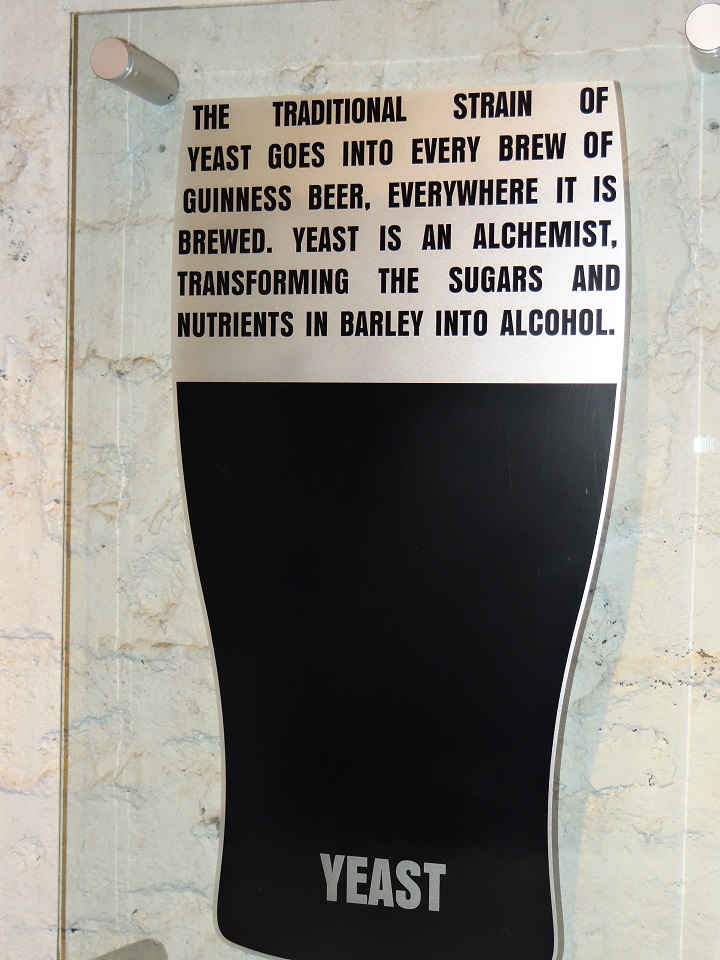 THE TRADITIONAL STRAIN OF
YEAST GOES INTO EVERY BREW OF
GUINNESS BEER, EVERYWHERE IT IS
BREWED. YEAST IS AN ALCHEMIST,
TRANSFORMING THE SUGARS AND
NUTRIENTS IN BARLEY INTO ALCOHOL.
YEAST